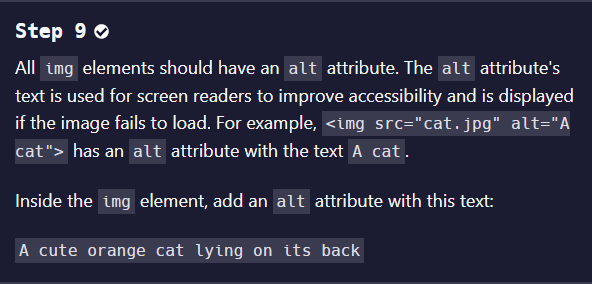 Step 9
All img elements should have an alt attribute. The alt attribute's
text is used for screen readers to improve accessibility and is displayed
if the image fails to load. For example, <img src="cat.jpg" alt="A
cat"> has an alt attribute with the text A cat.
Inside the img element, add an alt attribute with this text:
A cute orange cat lying on its back